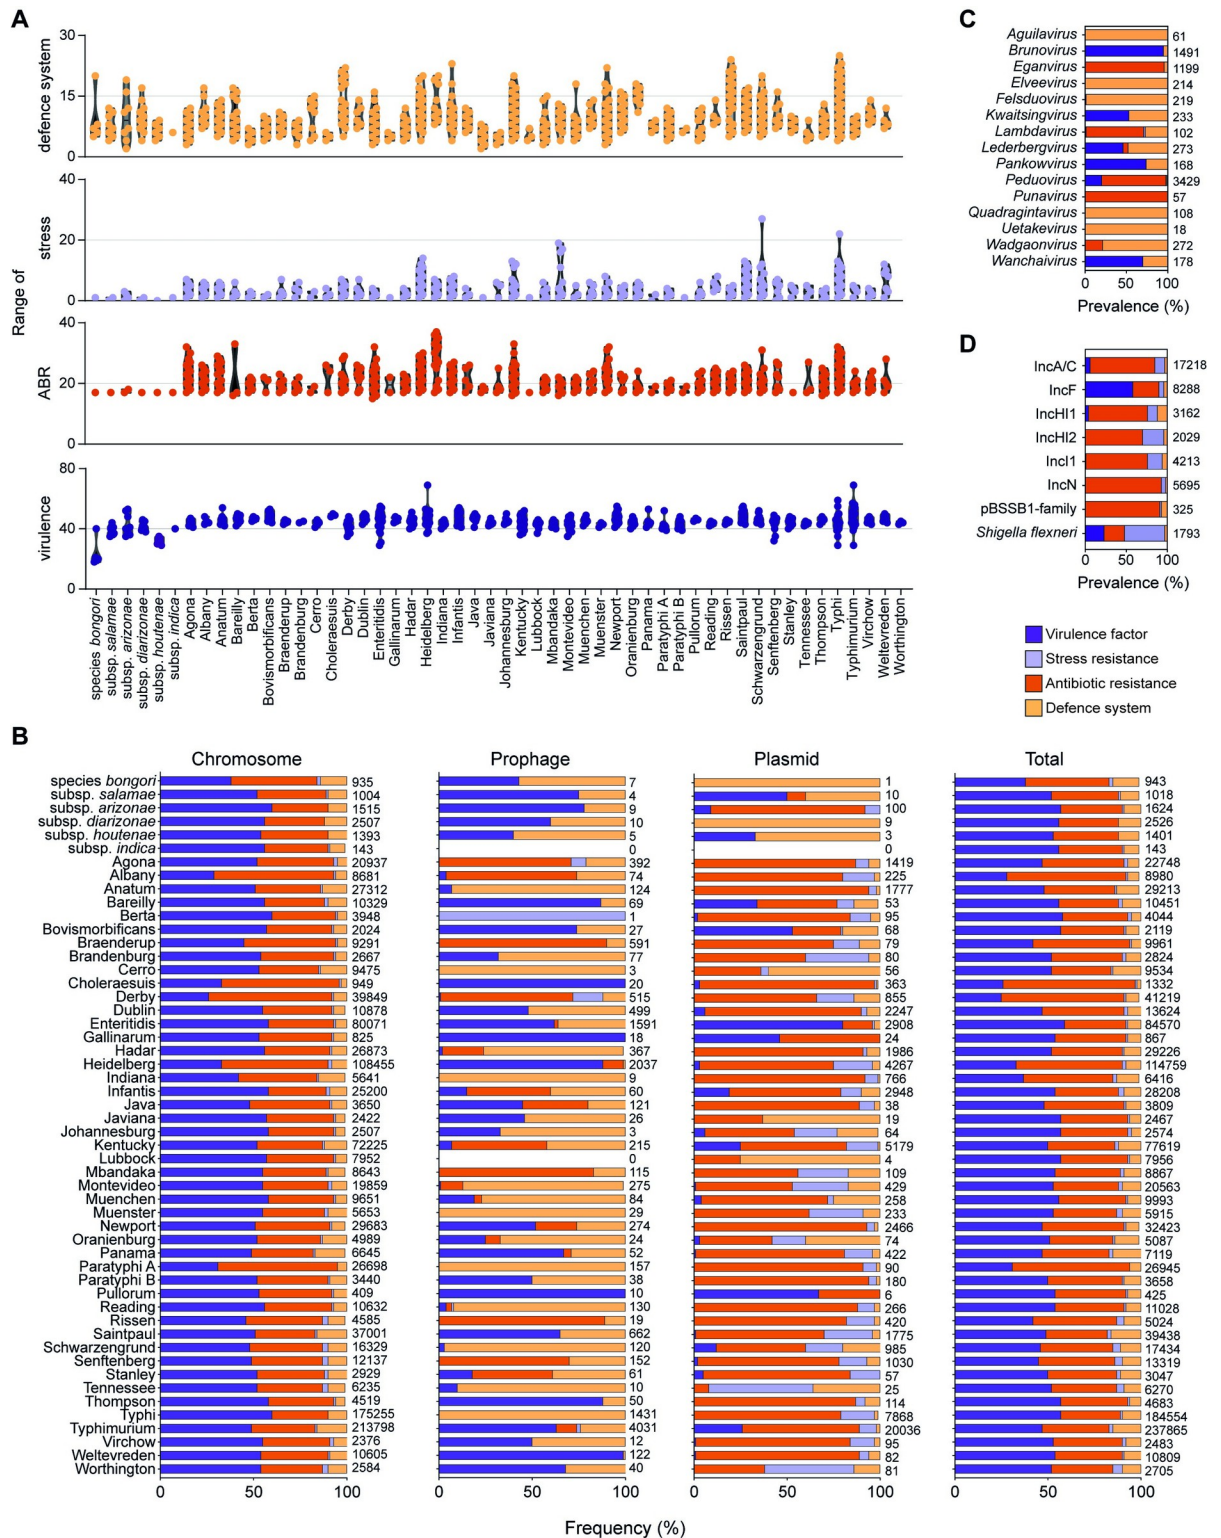 A
30
15
0
defence system
40
20
0
stress
Range of
40
20
0
ABR
80
40
0
virulence
species bongori
subsp. salamae
subsp. arizonae
subsp. diarizonae
subsp. houtenae
subsp. indica
Agona
Albany
Anatum
Bareilly
Berta
Bovismorbificans
Braenderup
Brandenburg
Cerro
Choleraesuis
Derby
Dublin
Enteritidis
Gallinarum
Hadar
Heidelberg
Indiana
Infantis
Java
Javiana
Johannesburg
Kentucky
Lubbock
Mbandaka
Montevideo
Muenchen
Muenster
Newport
Oranienburg
Panama
Paratyphi A
Paratyphi B
Pullorum
Reading
Rissen
Saintpaul
Schwarzengrund
Senftenberg
Stanley
Tennessee
Thompson
Typhi
Typhimurium
Virchow
Weltevreden
Worthington
C
Aguilavirus 61
Brunovirus 1491
Eganvirus 1199
Elveevirus 214
Felsduovirus 219
Kwaitsingvirus 233
Lambdavirus 102
Lederbergvirus 273
Pankowvirus 168
Peduovirus 3429
Punavirus 57
Quadragintavirus 108
Uetakevirus 18
Wadgaonvirus 272
Wanchaivirus 178
0 50 100
Prevalence (%)
D
IncA/C 17218
IncF 8288
IncHI1 3162
IncHI2 2029
IncI1 4213
IncN 5695
pBSSB1-family 325
Shigella flexneri 1793
0 50 100
Prevalence (%)
Virulence factor
Stress resistance
Antibiotic resistance
Defence system
B
Chromosome Prophage Plasmid Total
species bongori 935 7 1 943
subsp. salamae 1004 4 10 1018
subsp. arizonae 1515 9 100 1624
subsp. diarizonae 2507 10 9 2526
subsp. houtenae 1393 5 3 1401
subsp. indica 143 0 0 143
Agona 20937 392 1419 22748
Albany 8681 74 225 8980
Anatum 27312 124 1777 29213
Bareilly 10329 69 53 10451
Berta 3948 1 95 4044
Bovismorbificans 2024 27 68 2119
Braenderup 9291 591 79 9961
Brandenburg 2667 77 80 2824
Cerro 9475 3 56 9534
Choleraesuis 949 20 363 1332
Derby 39849 515 855 41219
Dublin 10878 499 2247 13624
Enteritidis 80071 1591 2908 84570
Gallinarum 825 18 24 867
Hadar 26873 367 1986 29226
Heidelberg 108455 2037 4267 114759
Indiana 5641 9 766 6416
Infantis 25200 60 2948 28208
Java 3650 121 38 3809
Javiana 2422 26 19 2467
Johannesburg 2507 3 64 2574
Kentucky 72225 215 5179 77619
Lubbock 7952 0 4 7956
Mbandaka 8643 115 109 8867
Montevideo 19859 275 429 20563
Muenchen 9651 84 258 9993
Muenster 5653 29 233 5915
Newport 29683 274 2466 32423
Oranienburg 4989 24 74 5087
Panama 6645 52 422 7119
Paratyphi A 26698 157 90 26945
Paratyphi B 3440 38 180 3658
Pullorum 409 10 6 425
Reading 10632 130 266 11028
Rissen 4585 19 420 5024
Saintpaul 37001 662 1775 39438
Schwarzengrund 16329 120 985 17434
Senftenberg 12137 152 1030 13319
Stanley 2929 61 57 3047
Tennessee 6235 10 25 6270
Thompson 4519 50 114 4683
Typhi 175255 1431 7868 184554
Typhimurium 213798 4031 20036 237865
Virchow 2376 12 95 2483
Weltevreden 10605 122 82 10809
Worthington 2584 40 81 2705
0 50 100 0 50 100 0 50 100 0 50 100
Frequency (%)